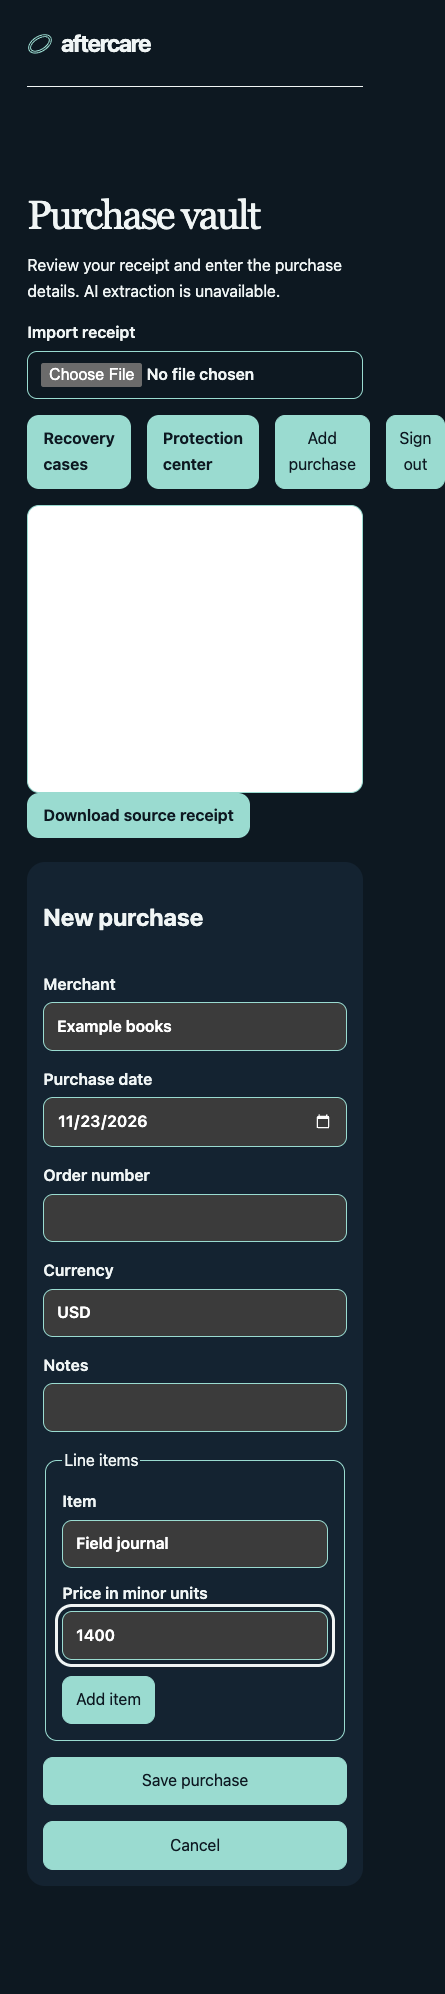 aftercare
Purchase vault
Review your receipt and enter the purchase
details. AI extraction is unavailable.
Import receipt
Choose File No file chosen
Recovery
cases
Protection
center
Add
purchase
Sign
out
Download source receipt
New purchase
Merchant
Example books
Purchase date
11/23/2026
Order number
Currency
USD
Notes
Line items
Item
Field journal
Price in minor units
1400
Add item
Save purchase
Cancel